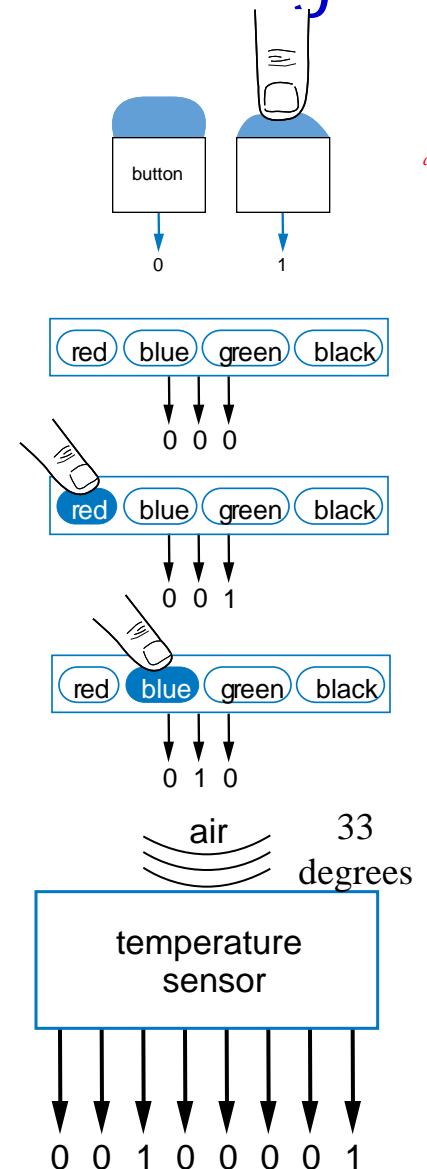 button
0 1
red blue green black
0 0 0
red blue green black
0 0 1
red blue green black
0 1 0
air
33
degrees
temperature
sensor
0 0 1 0 0 0 0 1